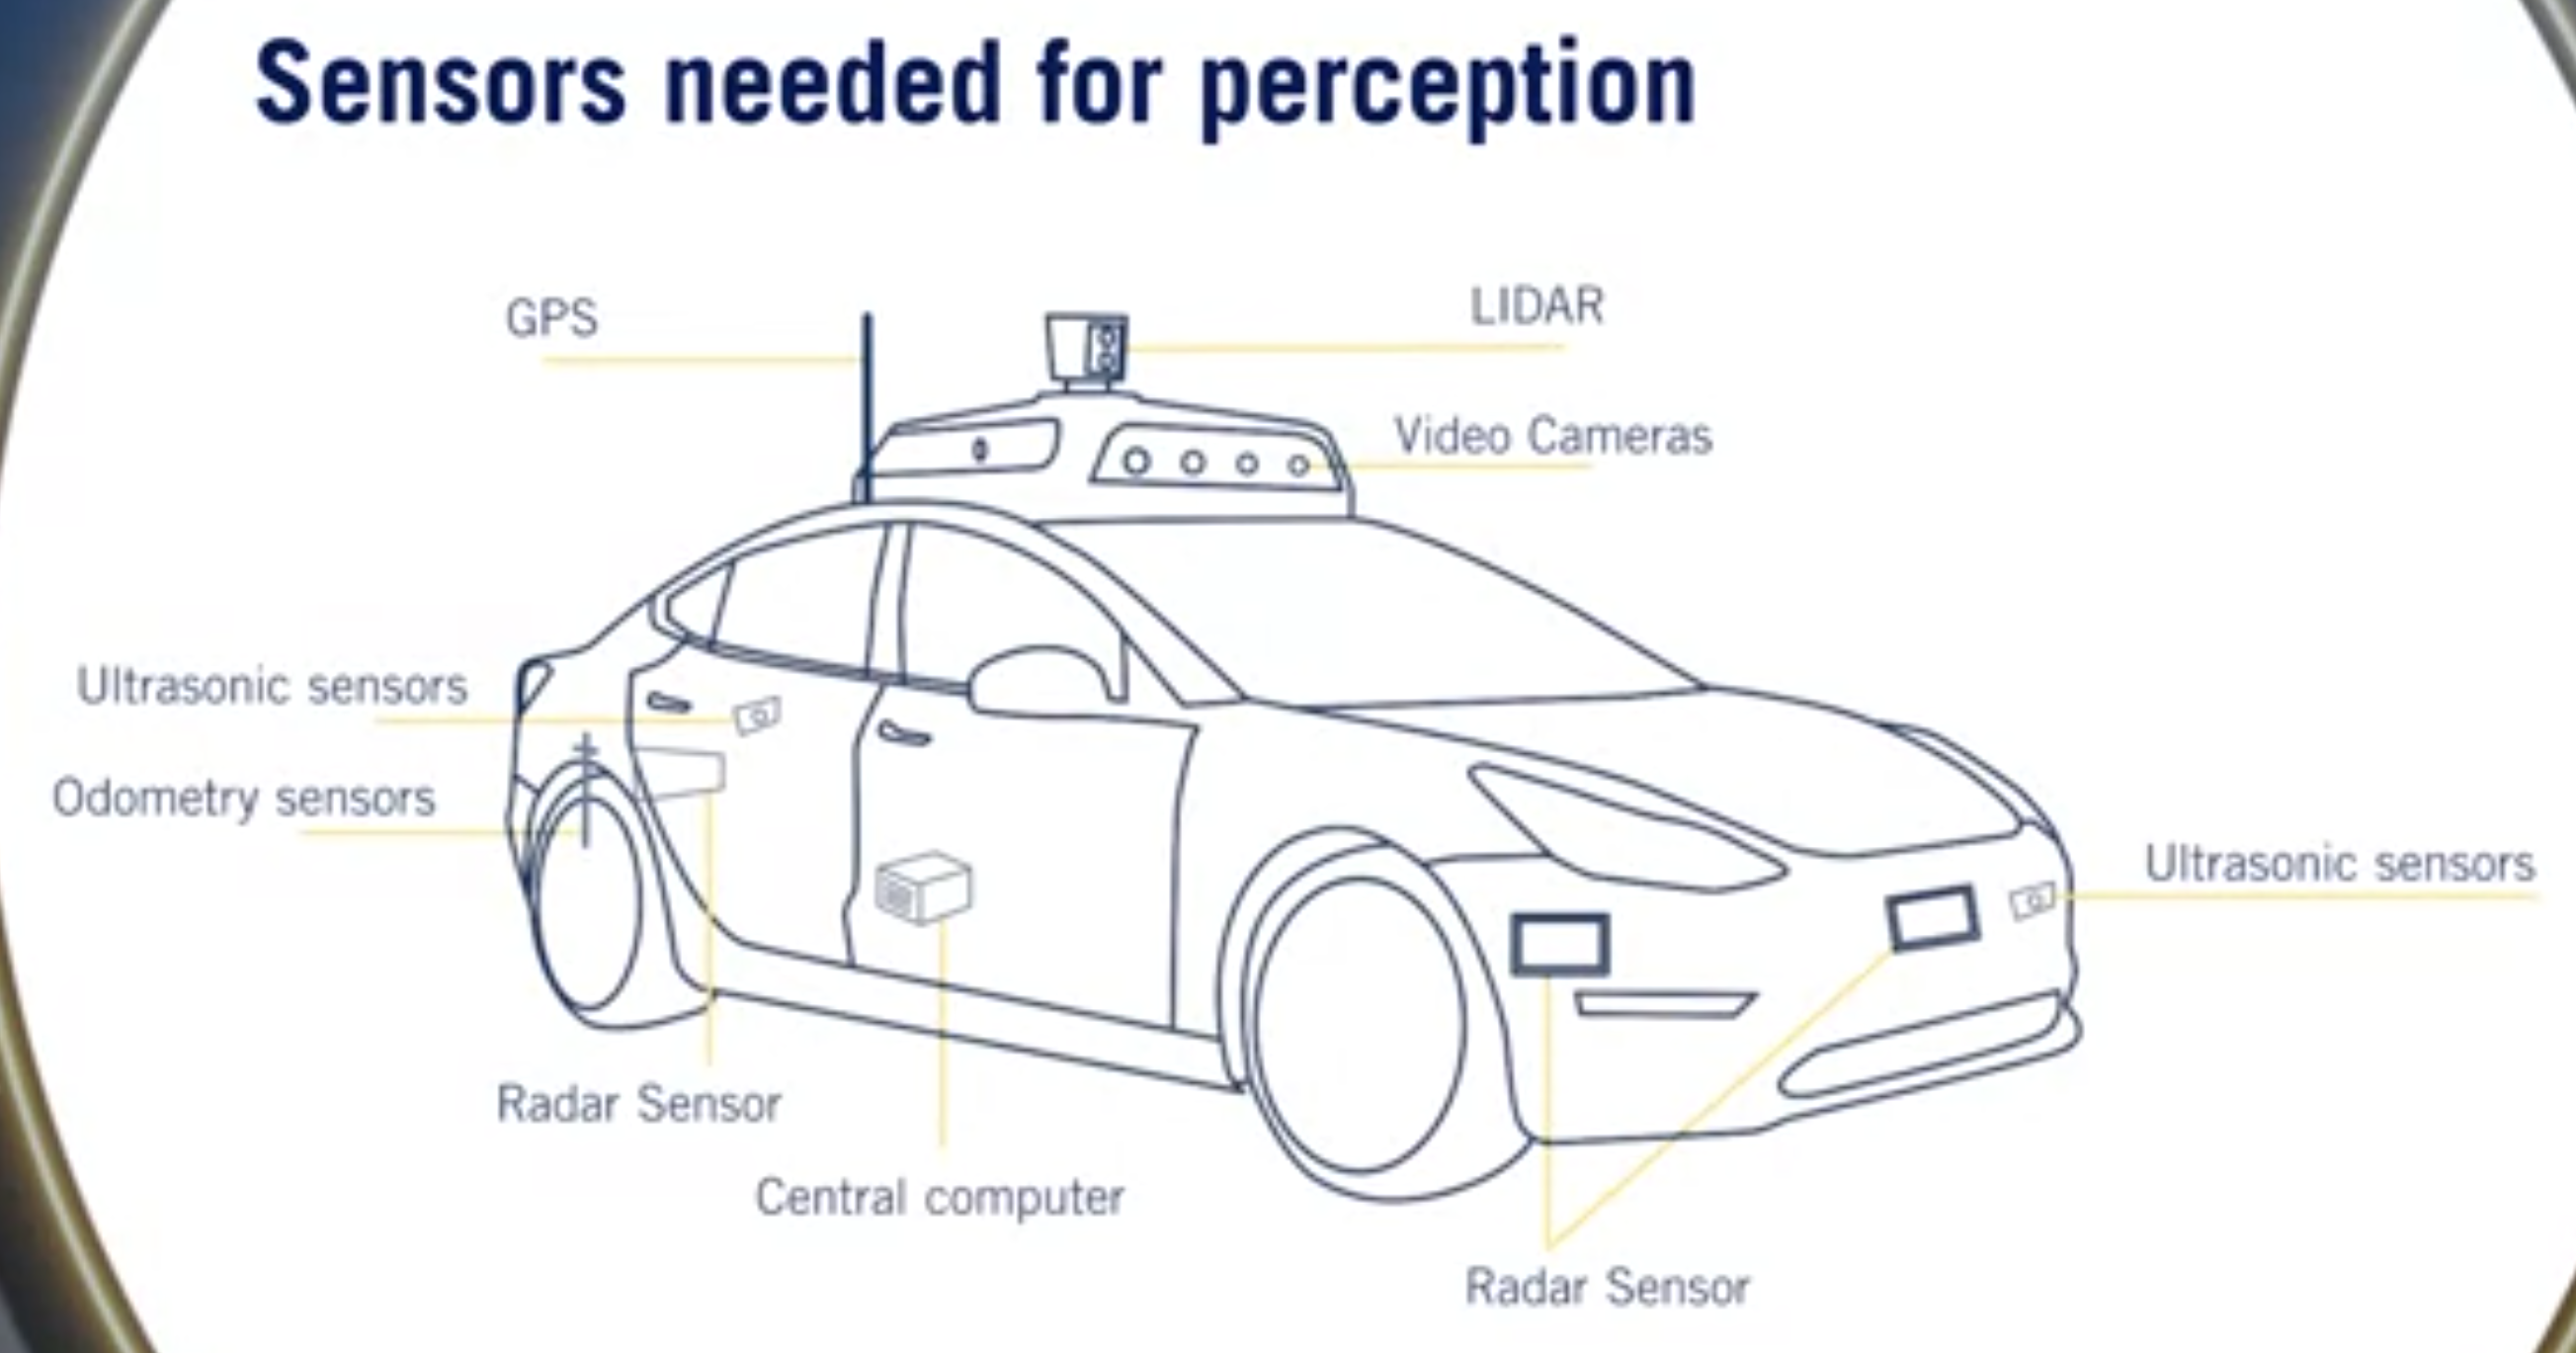 Sensors needed for perception
GPS
LIDAR
Video Cameras
Ultrasonic sensors
Odometry sensors
Ultrasonic sensors
Radar Sensor
Central computer
Radar Sensor